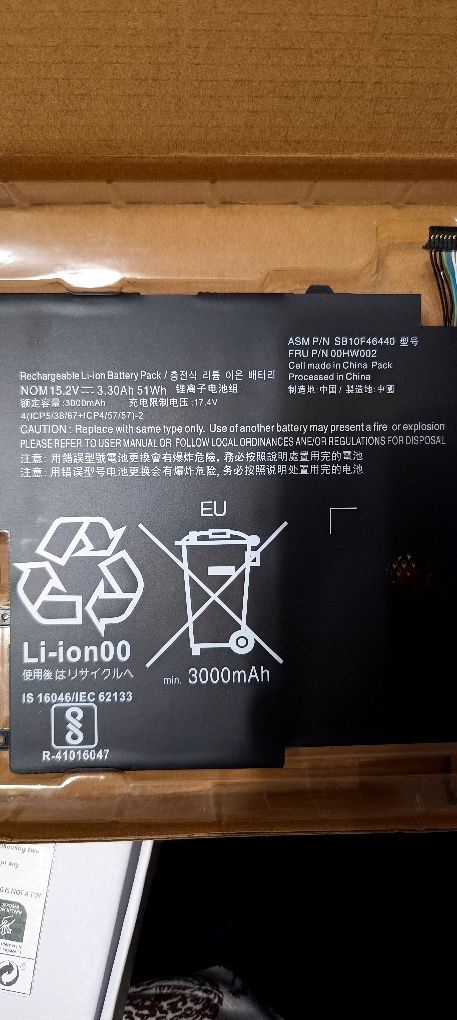 ASM P/N SB10F46440 型号
FRU P/N 00HW002
Cell made in China Pack
Processed in China
制造地: 中国 / 製造地: 中國
Rechargeable Li-ion Battery Pack / 충전식 리튬 이온 배터리
NOM 15.2V⎓ 3.30Ah 51Wh 锂离子电池组
额定容量:3000mAh 充电限制电压:17.4V
4(ICP5/38/67+ICP4/57/57)-2
CAUTION : Replace with same type only. Use of another battery may present a fire or explosion
PLEASE REFER TO USER MANUAL OR FOLLOW LOCAL ORDINANCES AND/OR REGULATIONS FOR DISPOSAL
注意: 用錯誤型號電池更換會有爆炸危險, 務必按照說明處置用完的電池
注意: 用错误型号电池更换会有爆炸危险, 务必按照说明处置用完的电池
EU
Li-ion00
使用後はリサイクルへ
min. 3000mAh
IS 16046/IEC 62133
R-41016047
following two
IS NOT A TOY